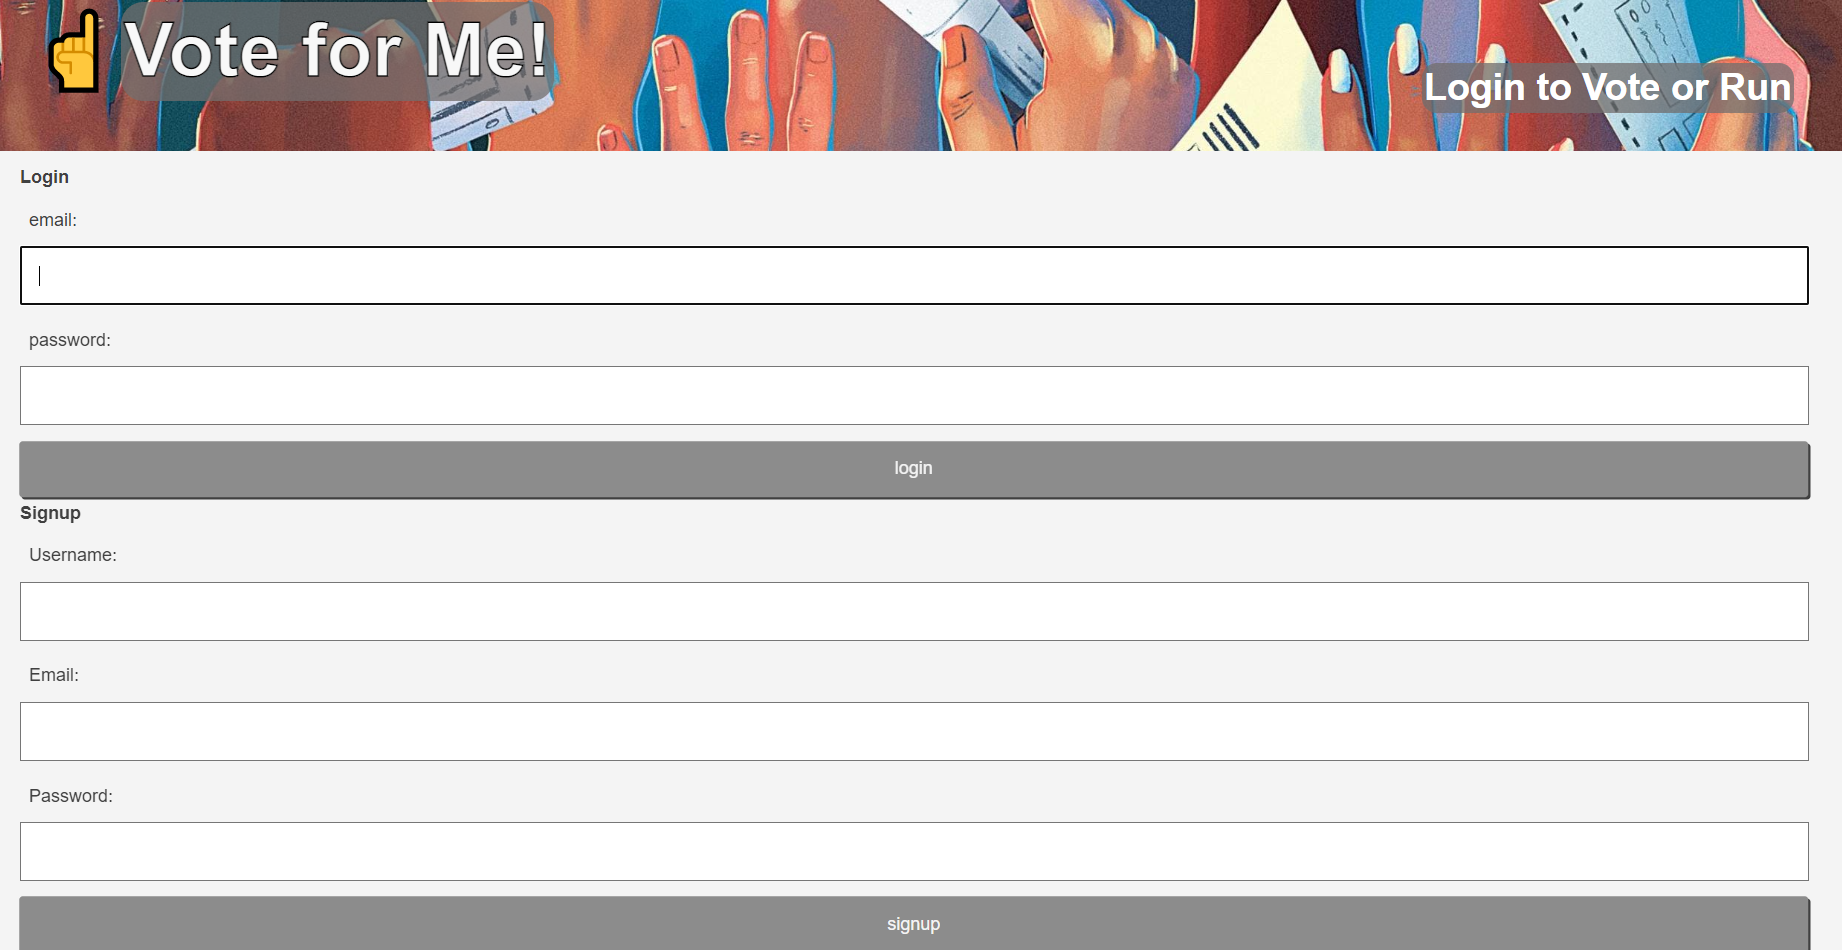 Vote for Me!
Login to Vote or Run
Login
email:
password:
login
Signup
Username:
Email:
Password:
signup